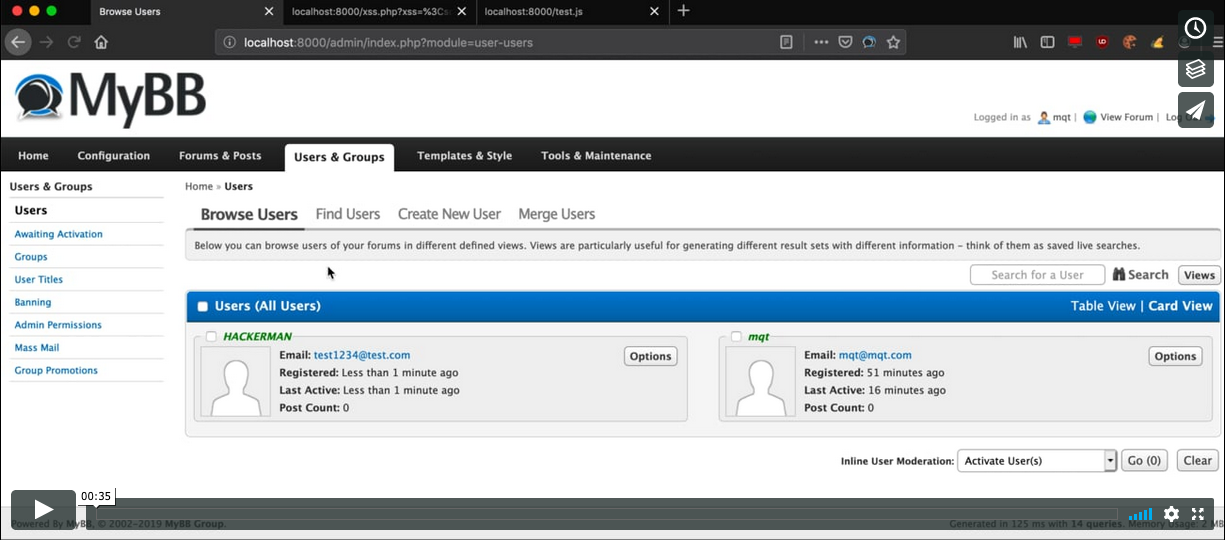 Browse Users
localhost:8000/xss.php?xss=%3Cs
localhost:8000/test.js
localhost:8000/admin/index.php?module=user-users
MyBB
Logged in as mqt | View Forum | Log
Home Configuration Forums & Posts Users & Groups Templates & Style Tools & Maintenance
Users & Groups
Users
Awaiting Activation
Groups
User Titles
Banning
Admin Permissions
Mass Mail
Group Promotions
Home » Users
Browse Users Find Users Create New User Merge Users
Below you can browse users of your forums in different defined views. Views are particularly useful for generating different result sets with different information – think of them as saved live searches.
Search for a User Search Views
Users (All Users) Table View | Card View
HACKERMAN
Email: test1234@test.com Options
Registered: Less than 1 minute ago
Last Active: Less than 1 minute ago
Post Count: 0
mqt
Email: mqt@mqt.com Options
Registered: 51 minutes ago
Last Active: 16 minutes ago
Post Count: 0
Inline User Moderation: Activate User(s) Go (0) Clear
00:35
Powered By MyBB, © 2002-2019 MyBB Group.
Generated in 125 ms with 14 queries. Memory Usage: 2 MB